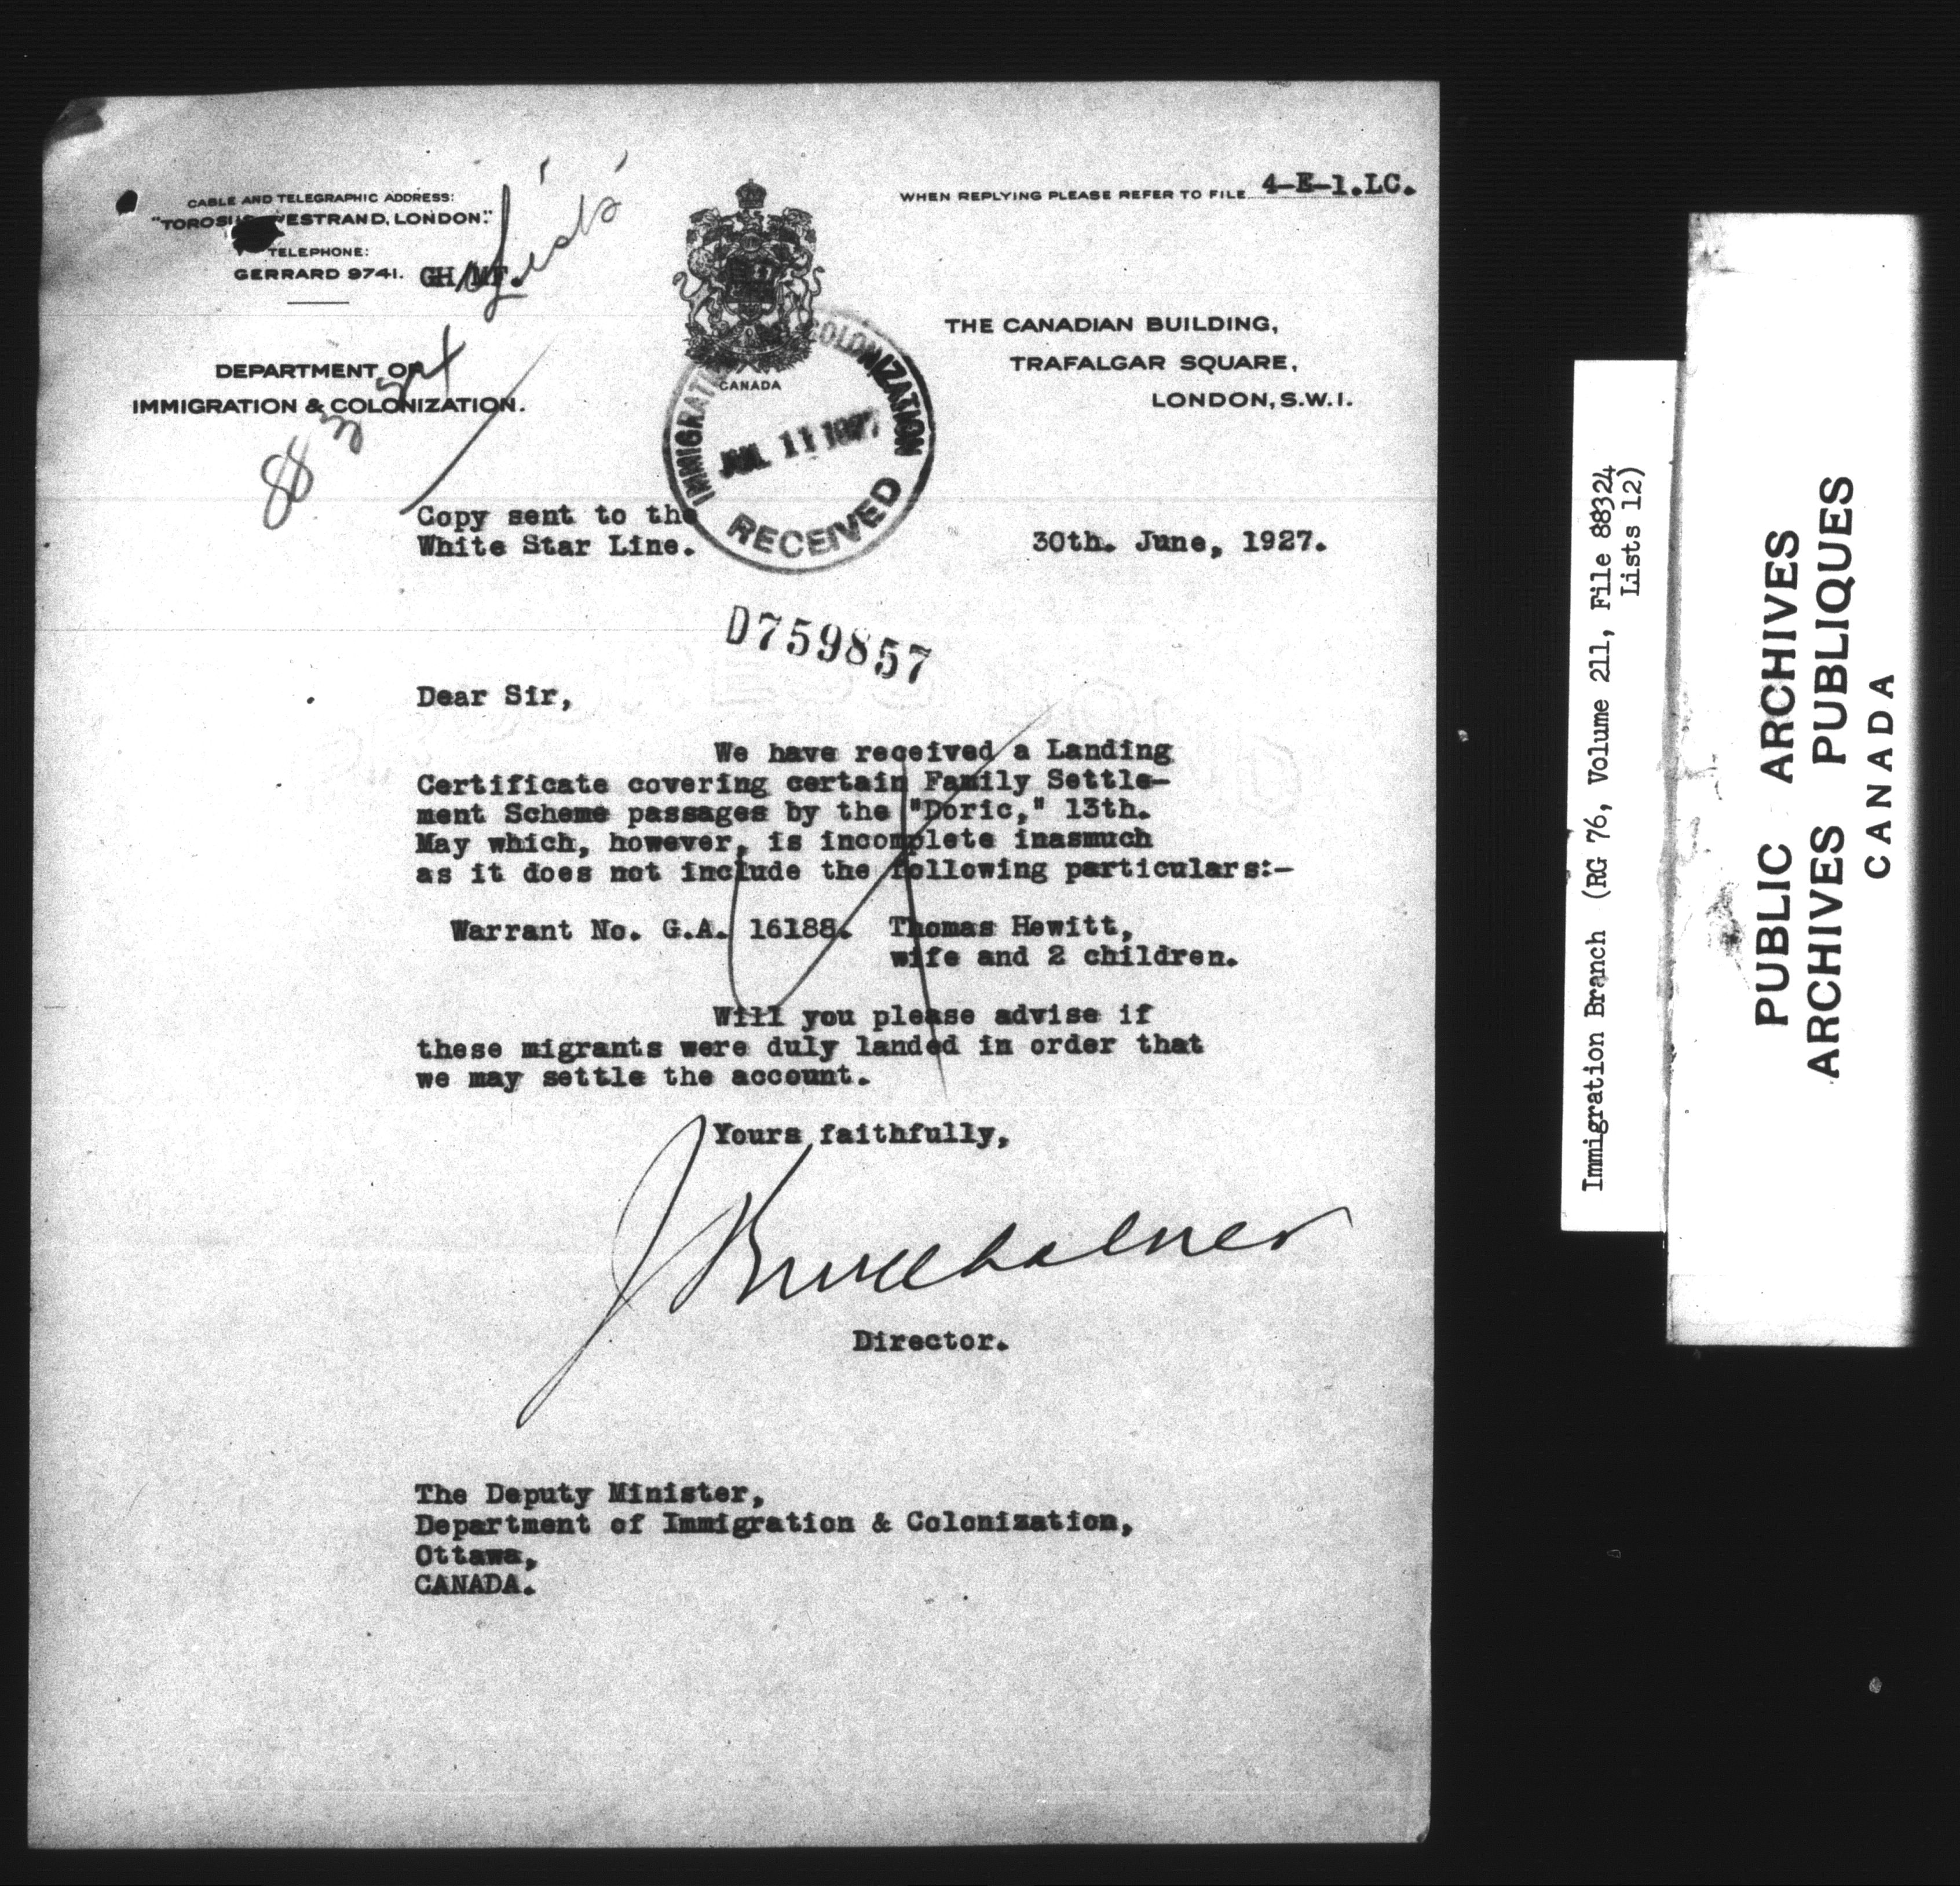 CABLE AND TELEGRAPHIC ADDRESS:
LONDON."
TELEPHONE:
GERRARD 9741. GH/MF.
Lists
WHEN REPLYING PLEASE REFER TO FILE 4-E-1.LC.
CANADA
THE CANADIAN BUILDING,
TRAFALGAR SQUARE,
LONDON, S.W.1.
DEPARTMENT OF
IMMIGRATION & COLONIZATION.
88324
IMMIGRATION COLONIZATION
JUL 11 1927
RECEIVED
Copy sent to the
White Star Line.
30th. June, 1927.
D759857
Dear Sir,
We have received a Landing
Certificate covering certain Family Settle-
ment Scheme passages by the "Doric," 13th.
May which, however, is incomplete inasmuch
as it does not include the following particulars:-
Warrant No. G.A. 16188. Thomas Hewitt,
wife and 2 children.
Will you please advise if
these migrants were duly landed in order that
we may settle the account.
Yours faithfully,
Director.
The Deputy Minister,
Department of Immigration & Colonization,
Ottawa,
CANADA.
Immigration Branch (RG 76, Volume 211, File 88324
Lists 12)
PUBLIC ARCHIVES
ARCHIVES PUBLIQUES
CANADA